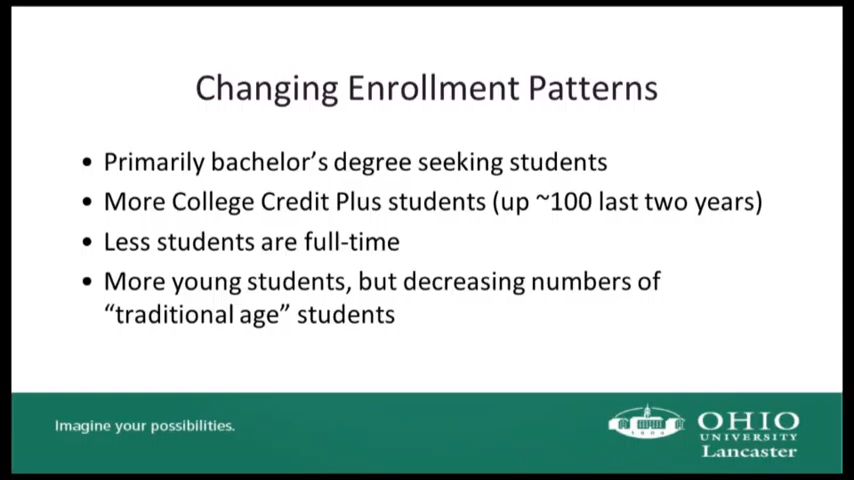 Changing Enrollment Patterns
• Primarily bachelor's degree seeking students
• More College Credit Plus students (up ~100 last two years)
• Less students are full-time
• More young students, but decreasing numbers of
“traditional age” students
Imagine your possibilities.
OHIO
UNIVERSITY
Lancaster